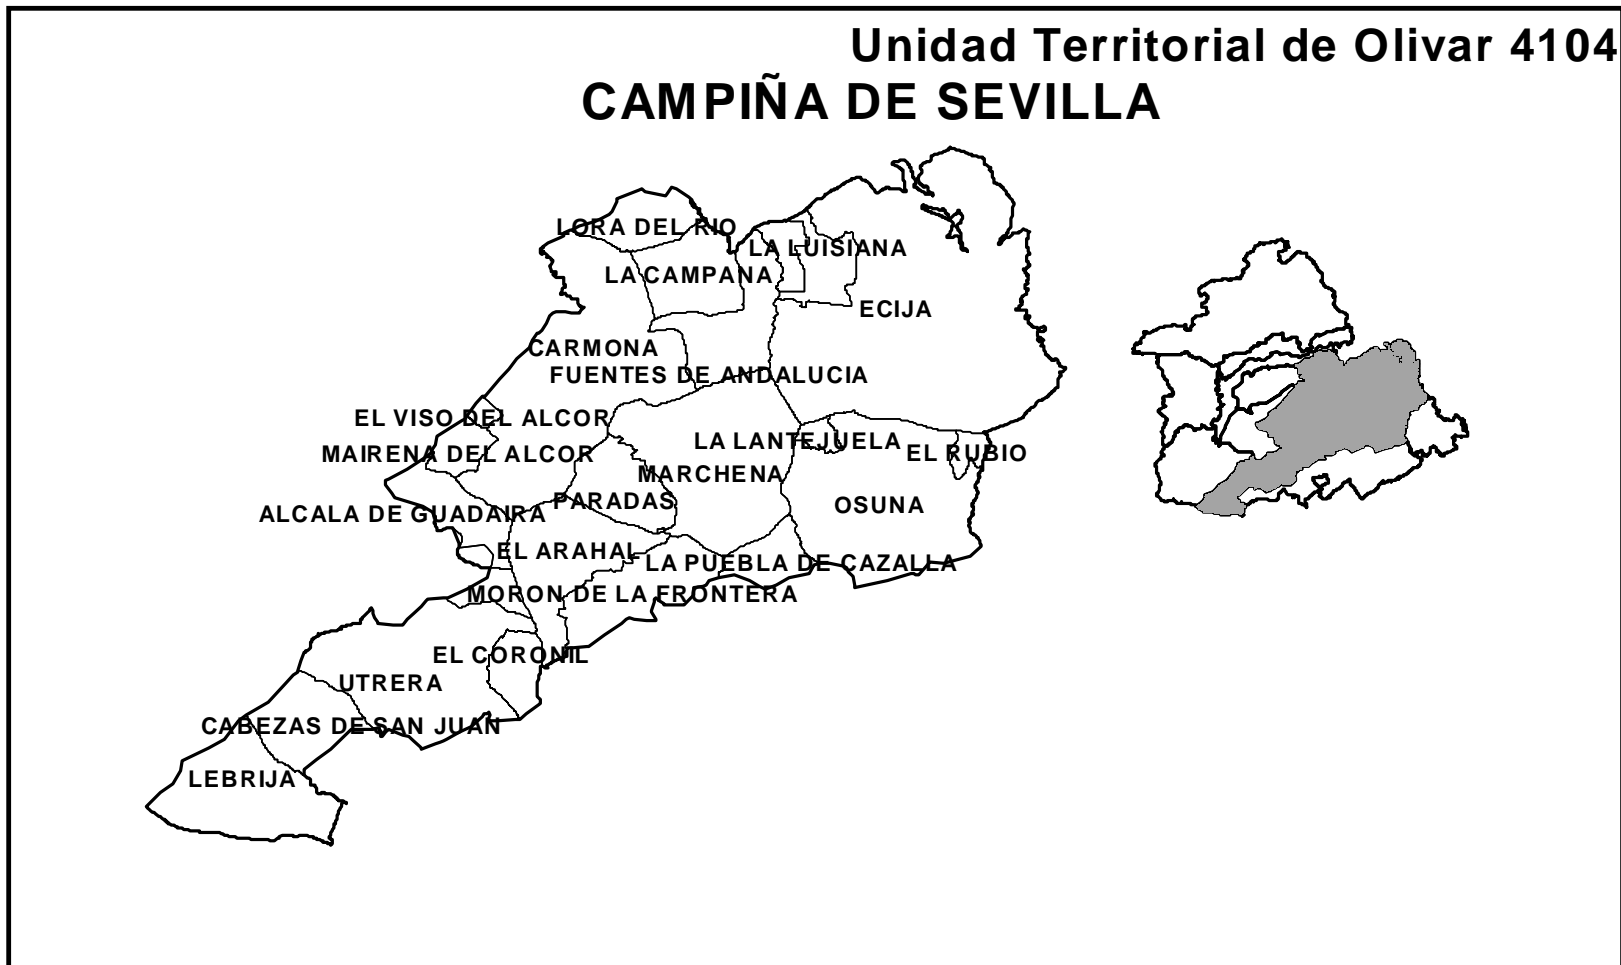 Unidad Territorial de Olivar 4104
CAMPIÑA DE SEVILLA
LORA DEL RIO
LA LUISIANA
LA CAMPANA
ECIJA
CARMONA
FUENTES DE ANDALUCIA
EL VISO DEL ALCOR
LA LANTEJUELA
MAIRENA DEL ALCOR
EL RUBIO
MARCHENA
PARADAS
OSUNA
ALCALA DE GUADAIRA
EL ARAHAL
LA PUEBLA DE CAZALLA
MORON DE LA FRONTERA
EL CORONIL
UTRERA
CABEZAS DE SAN JUAN
LEBRIJA